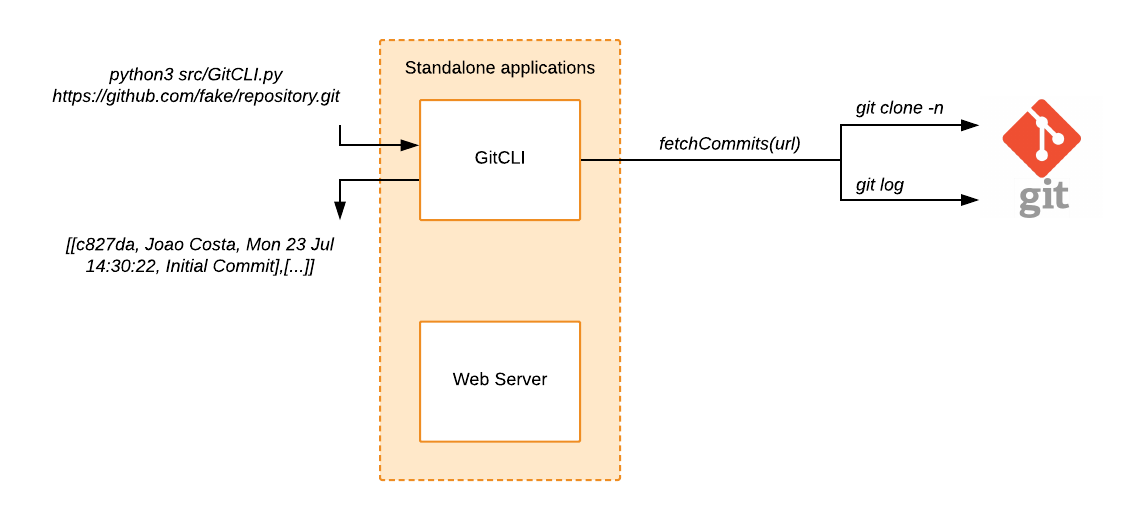 Standalone applications
python3 src/GitCLI.py
https://github.com/fake/repository.git
GitCLI
fetchCommits(url)
git clone -n
git log
git
[[c827da, Joao Costa, Mon 23 Jul
14:30:22, Initial Commit],[...]]
Web Server